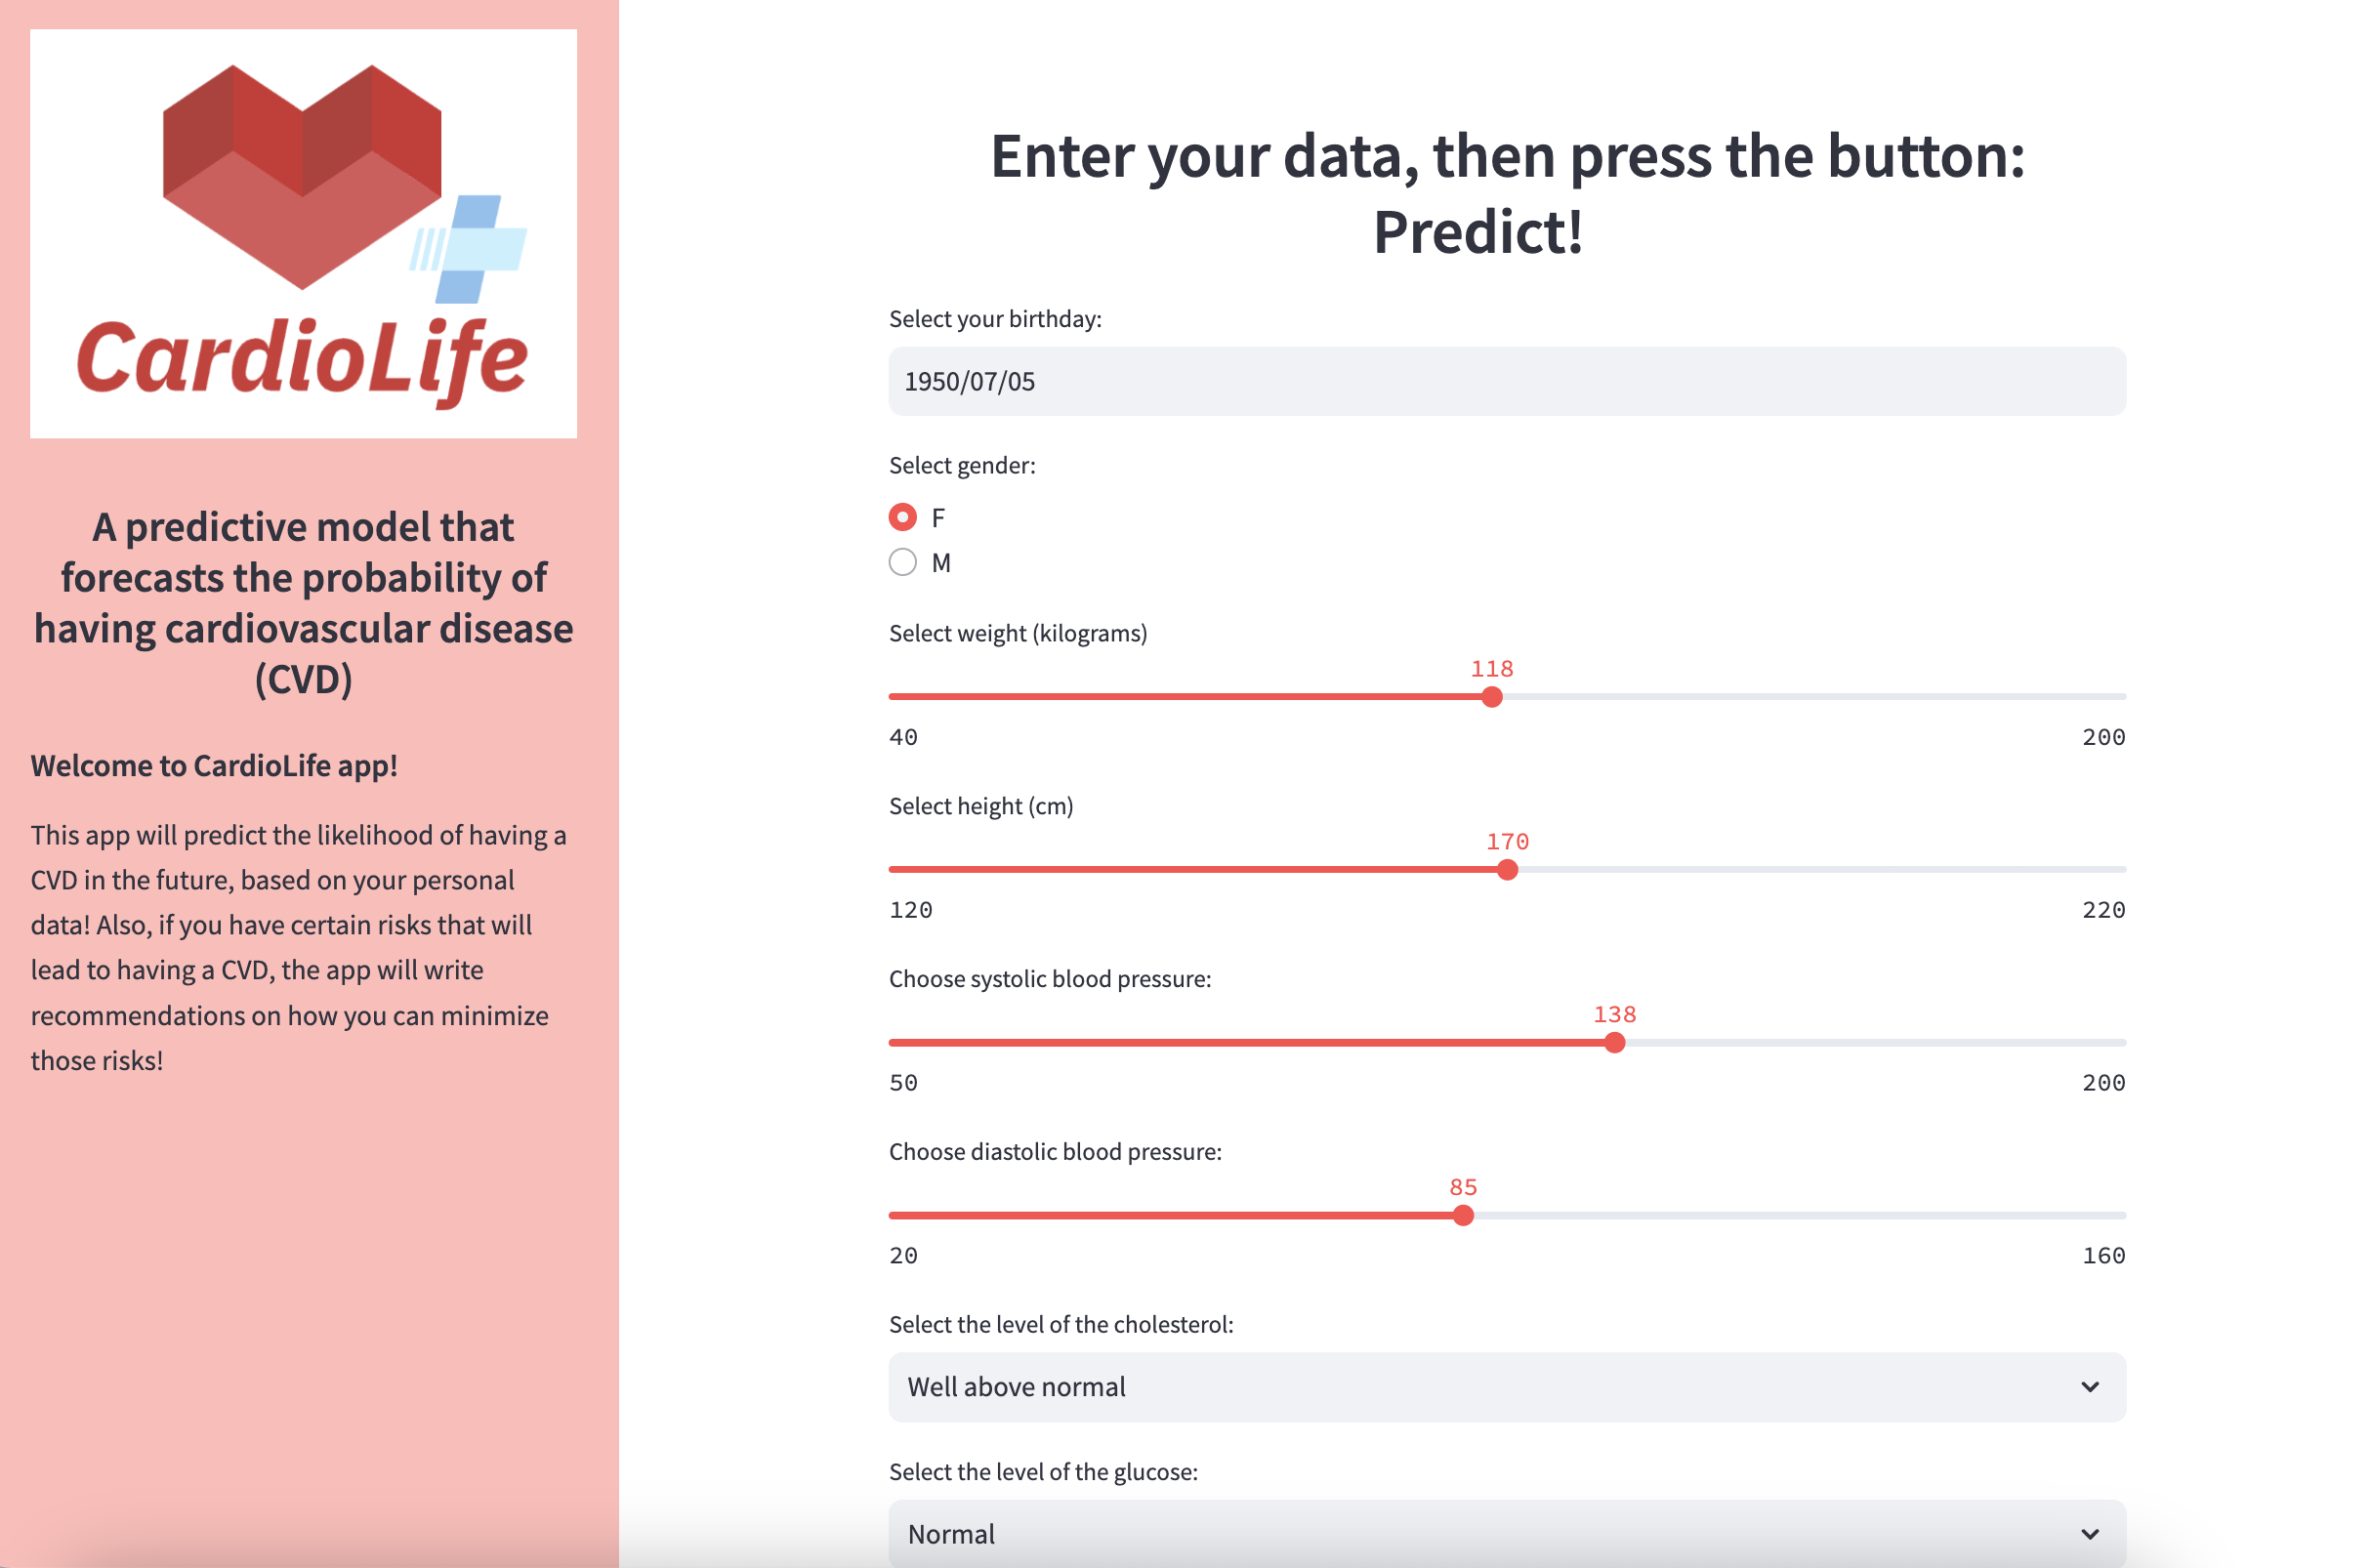 CardioLife
A predictive model that
forecasts the probability of
having cardiovascular disease
(CVD)
Welcome to CardioLife app!
This app will predict the likelihood of having a
CVD in the future, based on your personal
data! Also, if you have certain risks that will
lead to having a CVD, the app will write
recommendations on how you can minimize
those risks!
Enter your data, then press the button:
Predict!
Select your birthday:
1950/07/05
Select gender:
F
M
Select weight (kilograms)
118
40 200
Select height (cm)
170
120 220
Choose systolic blood pressure:
138
50 200
Choose diastolic blood pressure:
85
20 160
Select the level of the cholesterol:
Well above normal
Select the level of the glucose:
Normal